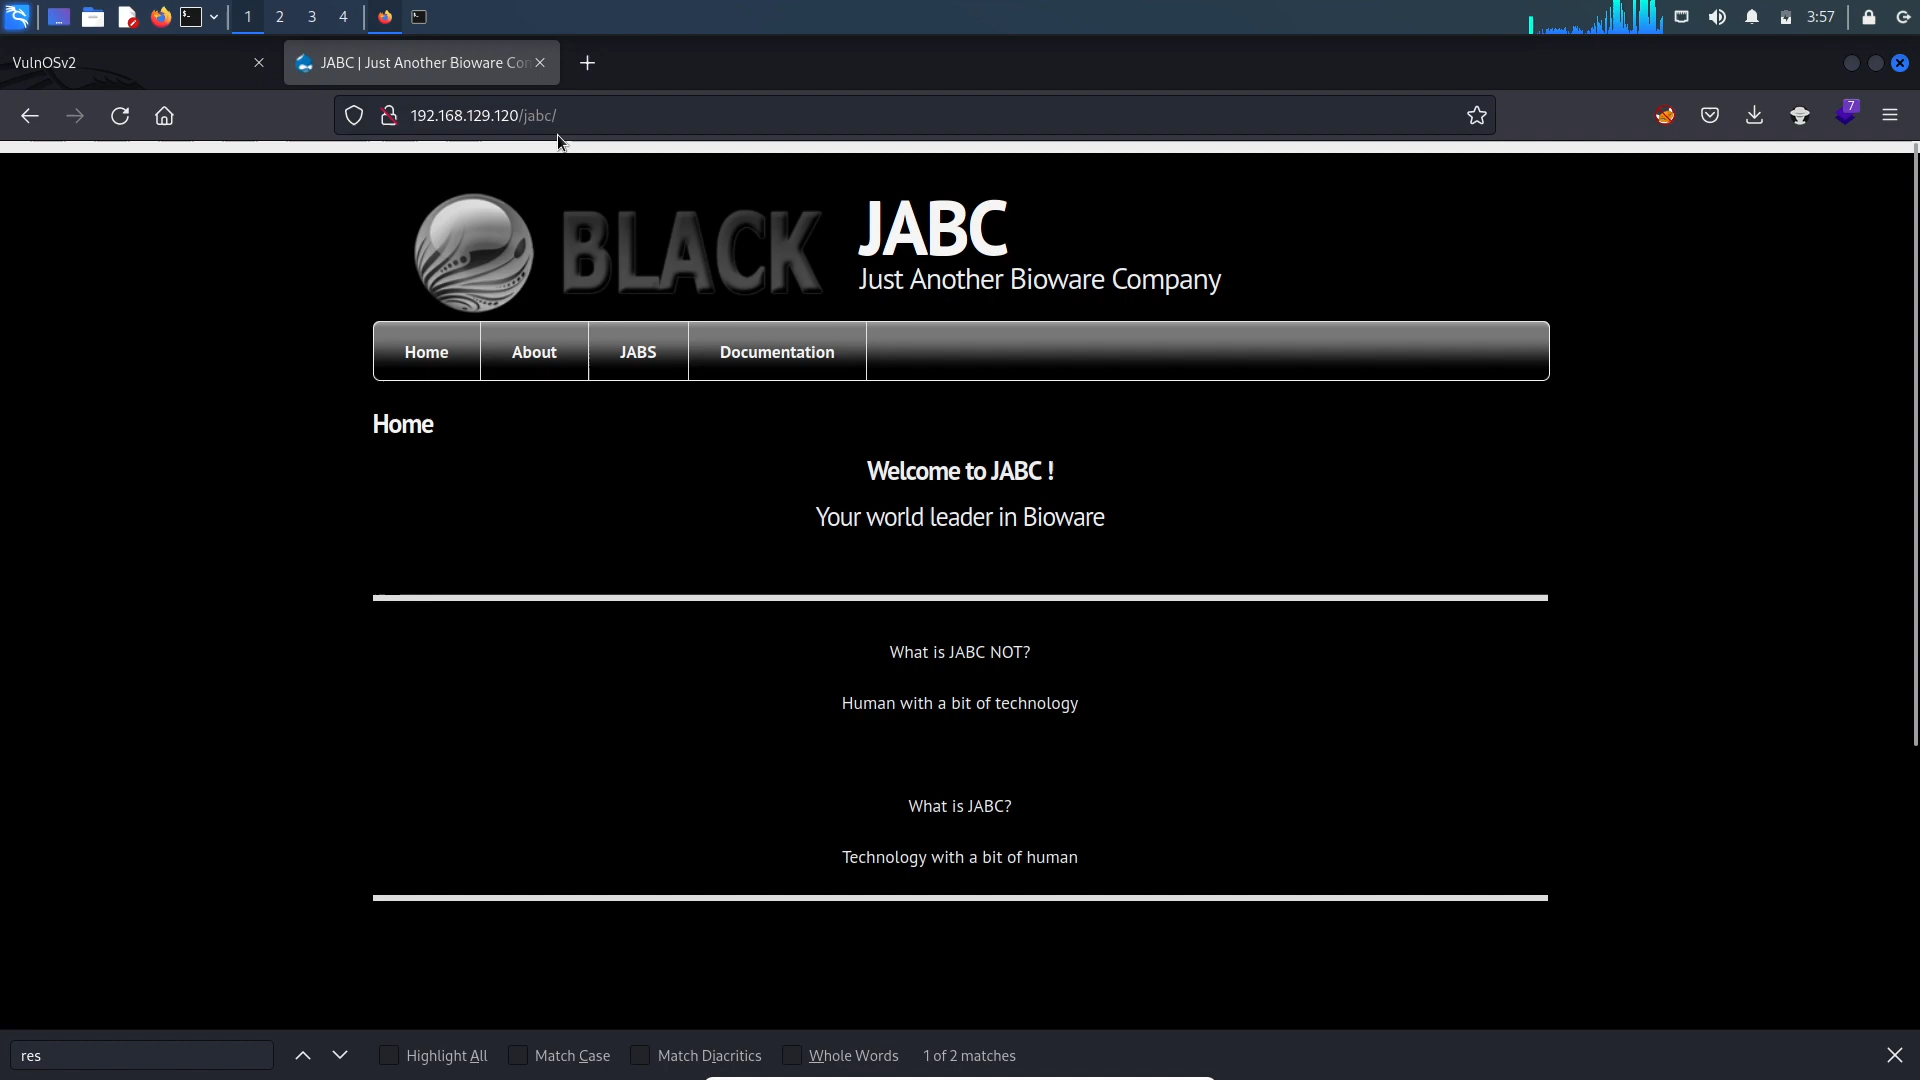 1 2 3 4 3:57
VulnOSv2 JABC | Just Another Bioware Con
192.168.129.120/jabc/ 7
BLACK
JABC
Just Another Bioware Company
Home About JABS Documentation
Home
Welcome to JABC !
Your world leader in Bioware
What is JABC NOT?
Human with a bit of technology
What is JABC?
Technology with a bit of human
res Highlight All Match Case Match Diacritics Whole Words 1 of 2 matches